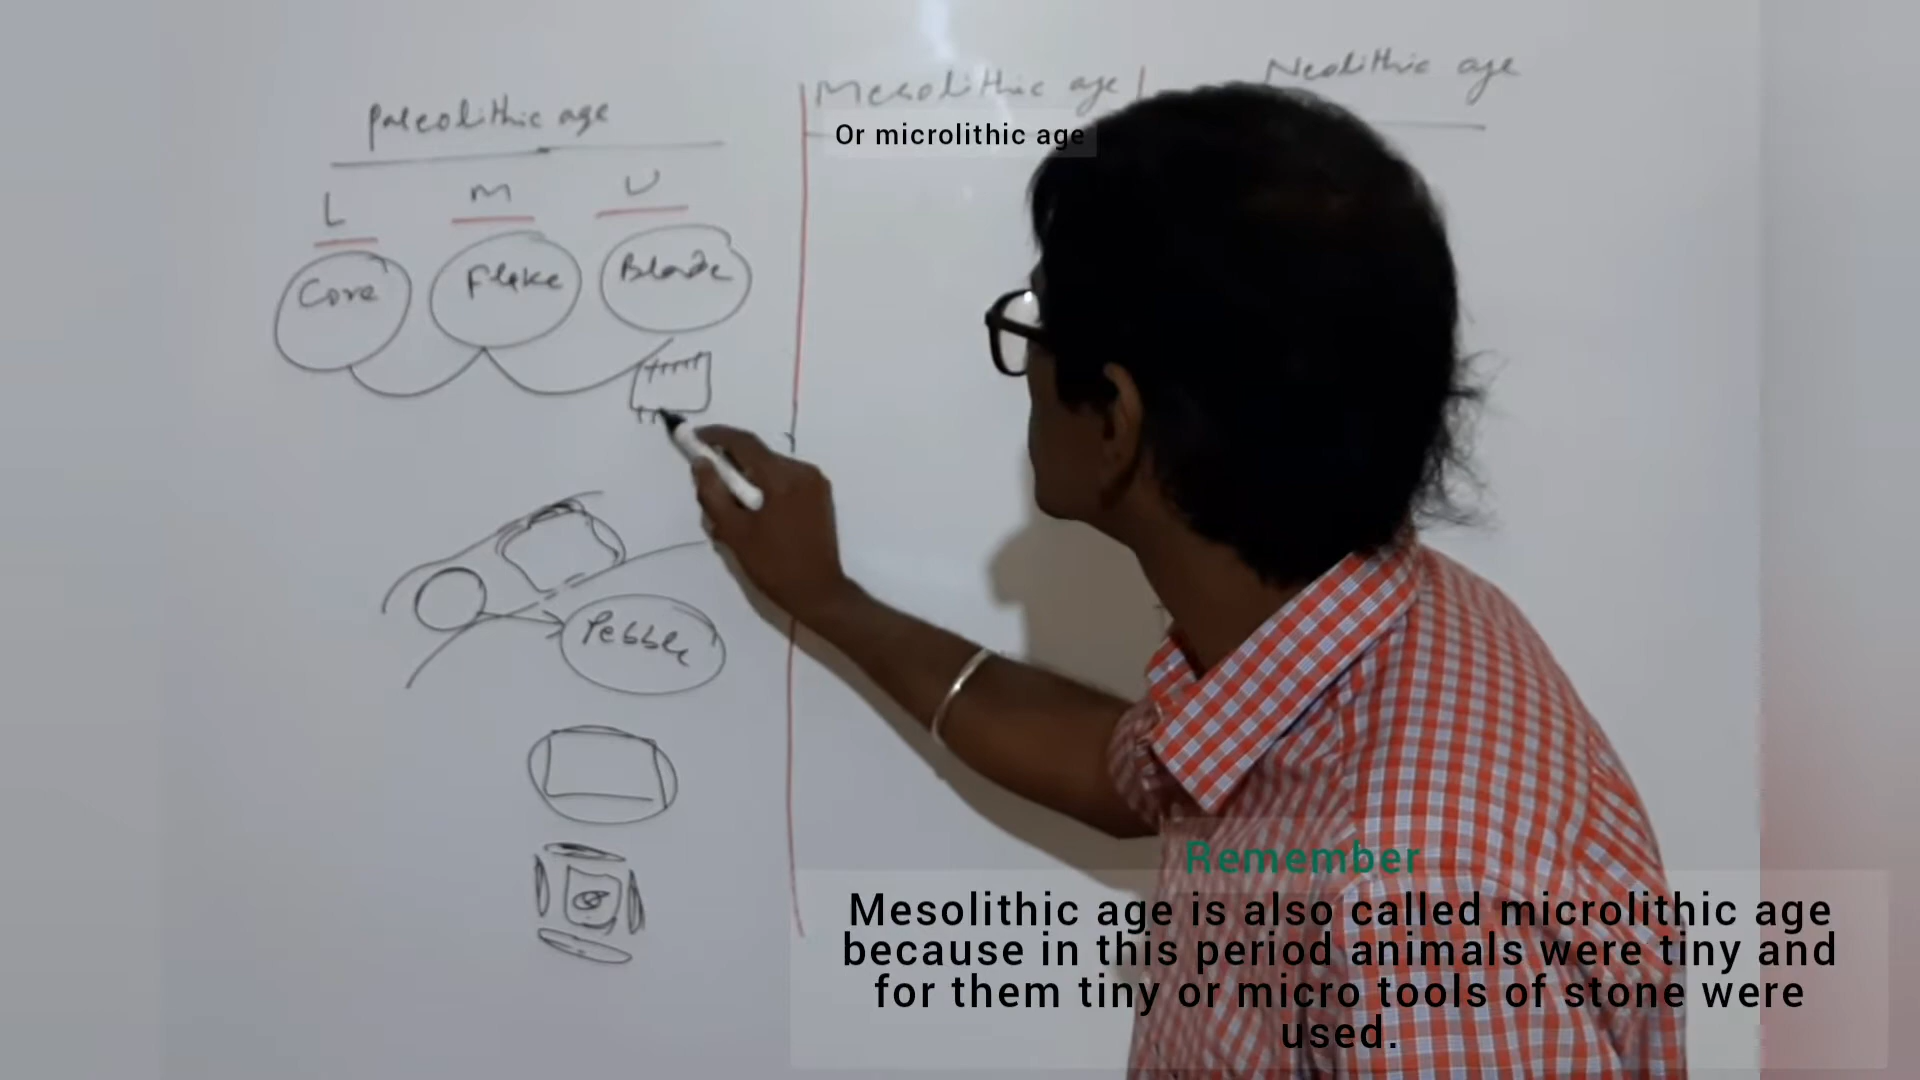 Paleolithic age
Mesolithic age
Neolithic age
Or microlithic age
L
M
U
Core
Flake
Blade
Pebble
Remember
Mesolithic age is also called microlithic age
because in this period animals were tiny and
for them tiny or micro tools of stone were
used.